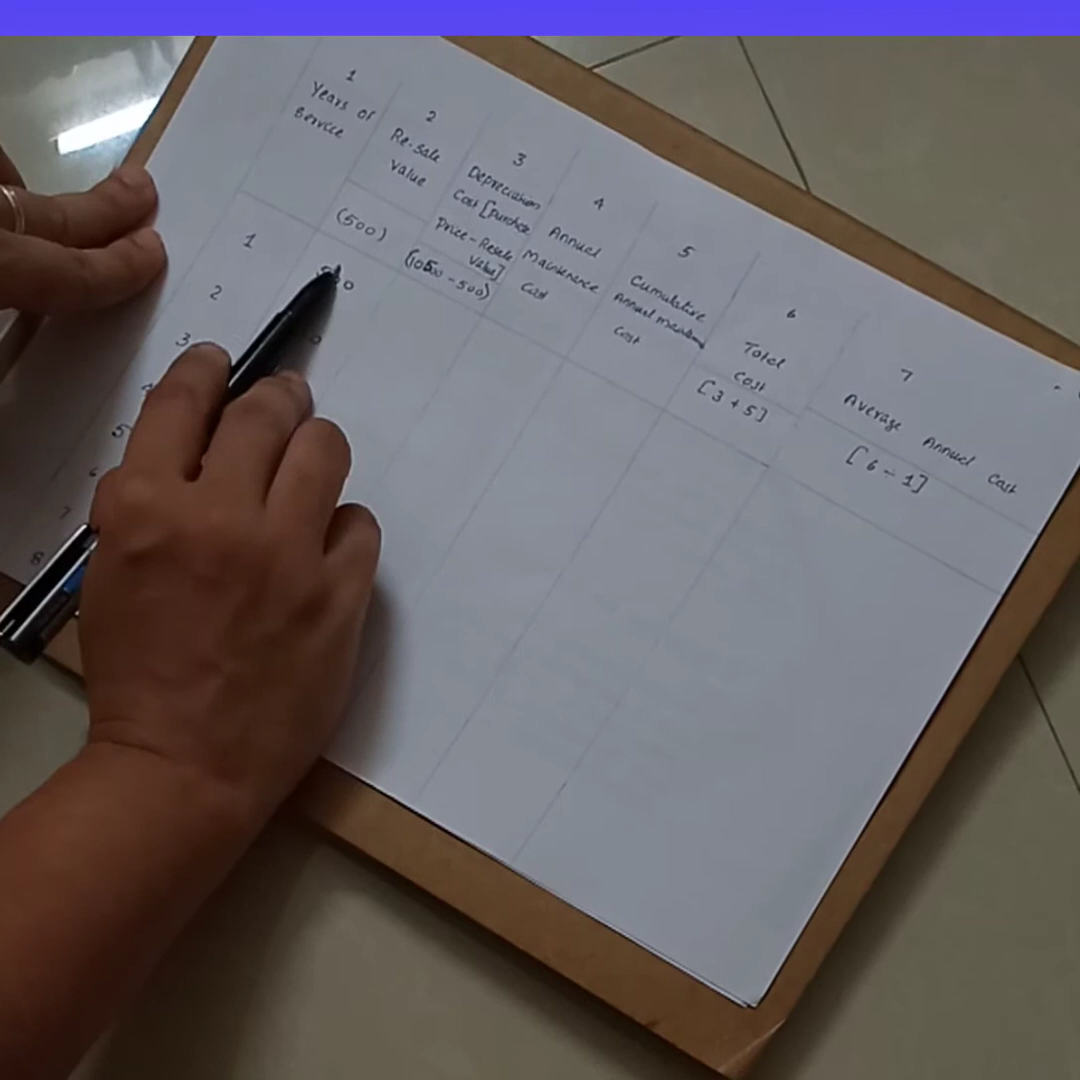 1
Years of
Service
2
Re-sale
value
(500)
3
Depreciation
Cost [purchase
Price-Resale
value]
(10500-500)
4
Annual
Maintenance
Cost
5
Cumulative
Annual
Cost
6
Total
Cost
[3+5]
7
Average Annual Cost
[6÷1]
1
2
3
5
6
7
8